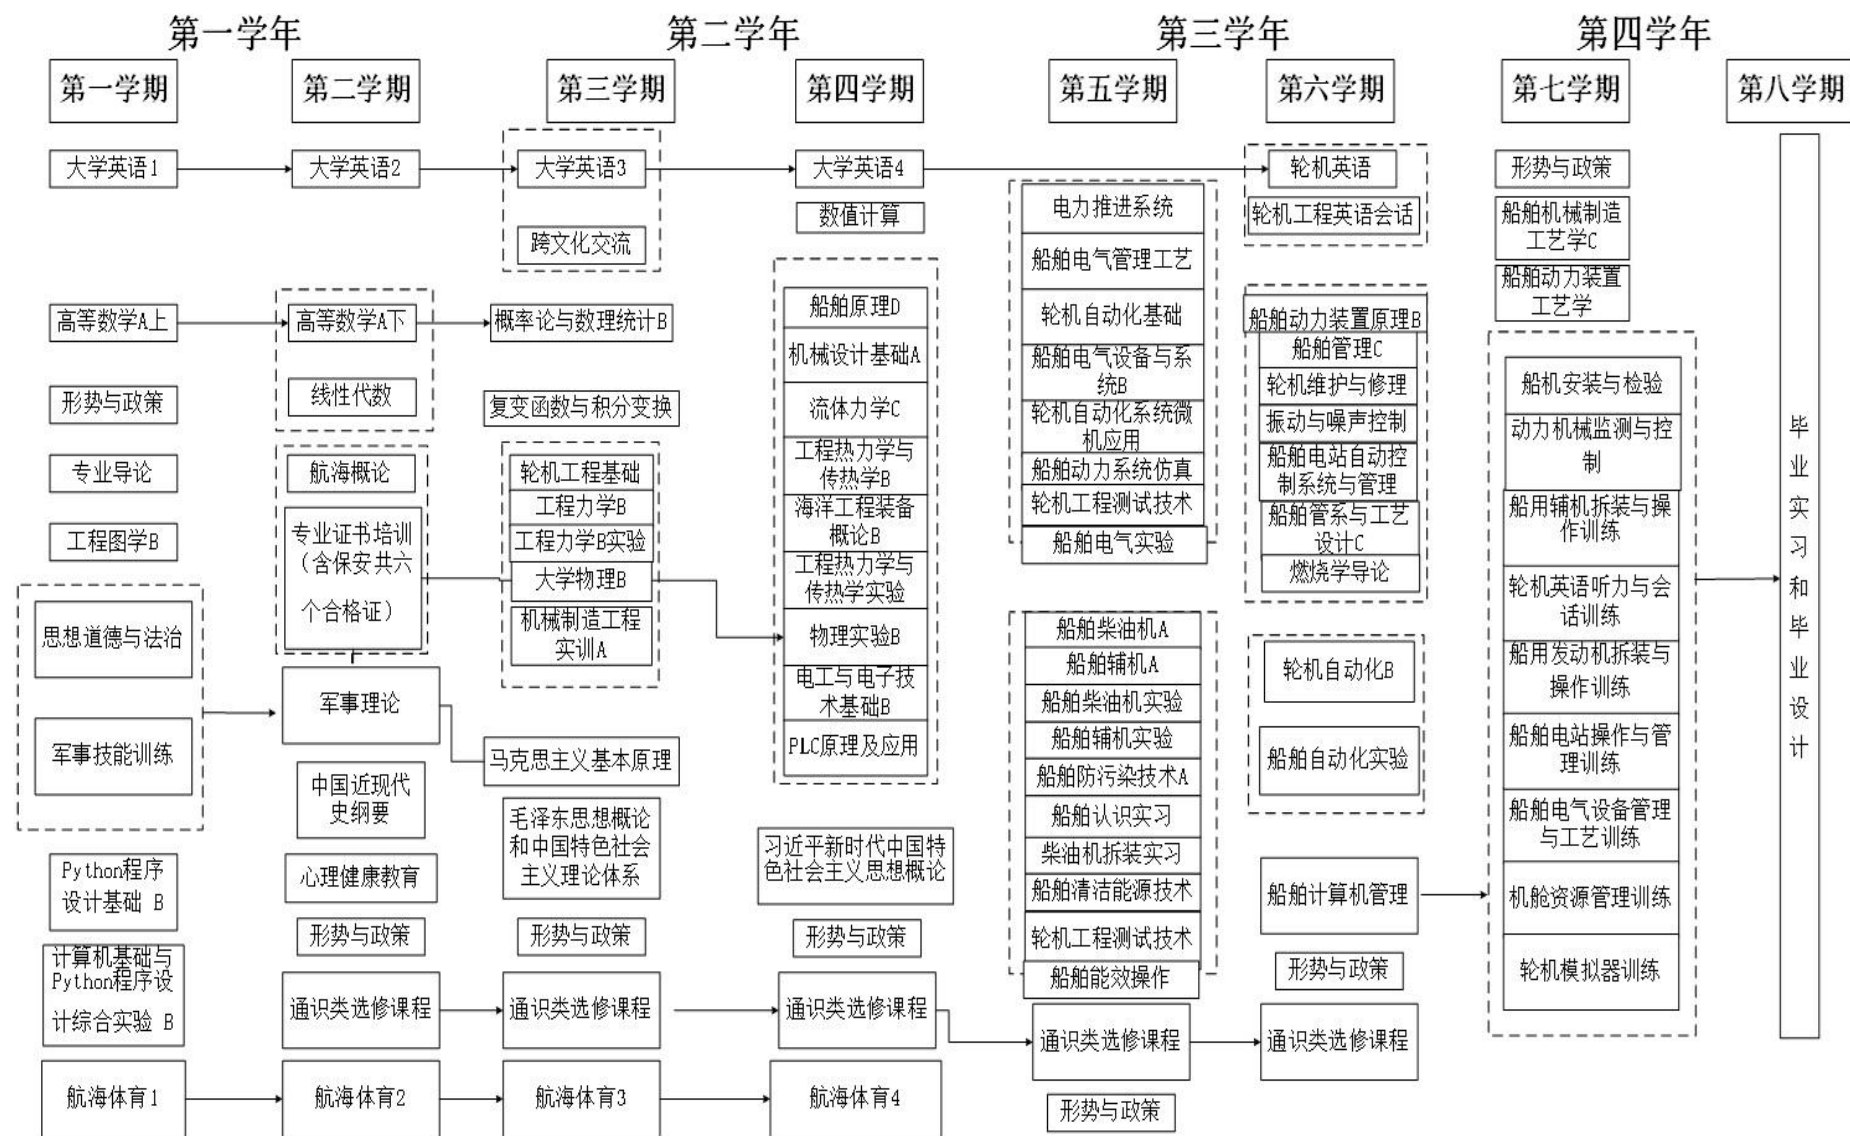 第一学年
第二学年
第三学年
第四学年
第一学期
第二学期
第三学期
第四学期
第五学期
第六学期
第七学期
第八学期
大学英语1
高等数学A上
形势与政策
专业导论
工程图学B
思想道德与法治
军事技能训练
Python程序
设计基础 B
计算机基础与
Python程序设
计综合实验 B
航海体育1
大学英语2
高等数学A下
线性代数
航海概论
专业证书培训
（含保安共六
个合格证）
军事理论
中国近现代
史纲要
心理健康教育
形势与政策
通识类选修课程
航海体育2
大学英语3
跨文化交流
概率论与数理统计B
复变函数与积分变换
轮机工程基础
工程力学B
工程力学B实验
大学物理B
机械制造工程
实训A
马克思主义基本原理
毛泽东思想概论
和中国特色社会
主义理论体系
形势与政策
通识类选修课程
航海体育3
大学英语4
数值计算
船舶原理D
机械设计基础A
流体力学C
工程热力学与
传热学B
海洋工程装备
概论B
工程热力学与
传热学实验
物理实验B
电工与电子技
术基础B
PLC原理及应用
习近平新时代中国特
色社会主义思想概论
形势与政策
通识类选修课程
航海体育4
电力推进系统
船舶电气管理工艺
轮机自动化基础
船舶电气设备与系
统B
轮机自动化系统微
机应用
船舶动力系统仿真
轮机工程测试技术
船舶电气实验
船舶柴油机A
船舶辅机A
船舶柴油机实验
船舶辅机实验
船舶防污染技术A
船舶认识实习
柴油机拆装实习
船舶清洁能源技术
轮机工程测试技术
船舶能效操作
通识类选修课程
形势与政策
轮机英语
轮机工程英语会话
船舶动力装置原理B
船舶管理C
轮机维护与修理
振动与噪声控制
船舶电站自动控
制系统与管理
船舶管系与工艺
设计C
燃烧学导论
轮机自动化B
船舶自动化实验
船舶计算机管理
形势与政策
通识类选修课程
形势与政策
船舶机械制造
工艺学C
船舶动力装置
工艺学
船机安装与检验
动力机械监测与控
制
船用辅机拆装与操
作训练
轮机英语听力与会
话训练
船用发动机拆装与
操作训练
船舶电站操作与管
理训练
船舶电气设备管理
与工艺训练
机舱资源管理训练
轮机模拟器训练
毕业实习和毕业设计